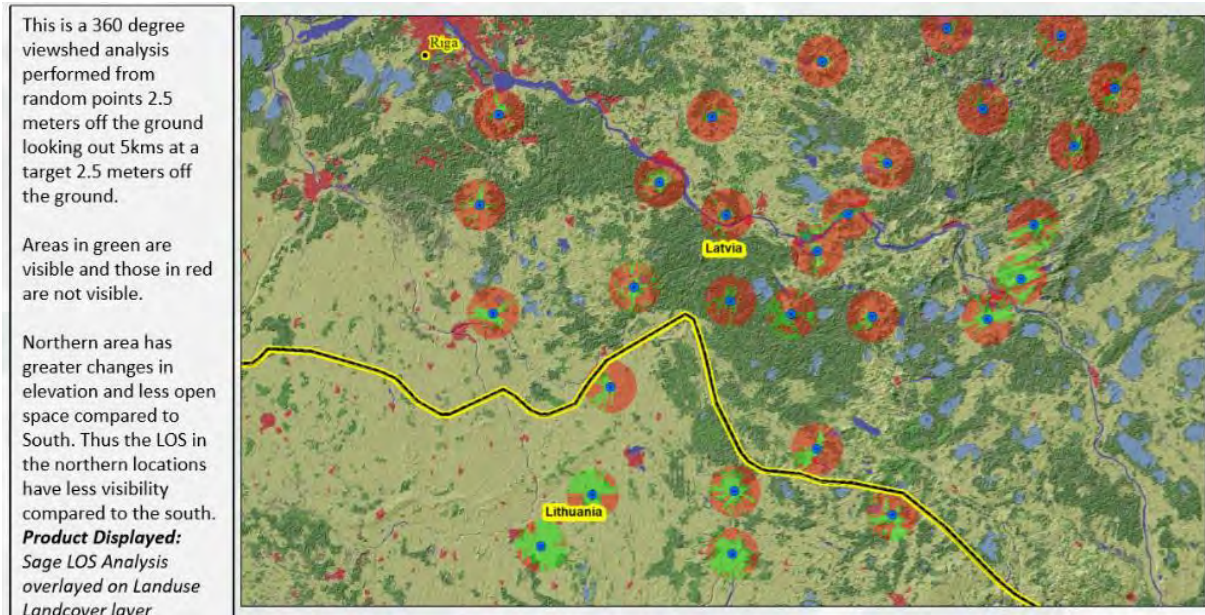 This is a 360 degree
viewshed analysis
performed from
random points 2.5
meters off the ground
looking out 5kms at a
target 2.5 meters off
the ground.
Areas in green are
visible and those in red
are not visible.
Northern area has
greater changes in
elevation and less open
space compared to
South. Thus the LOS in
the northern locations
have less visibility
compared to the south.
Product Displayed:
Sage LOS Analysis
overlayed on Landuse
Landcover layer
Riga
Latvia
Lithuania